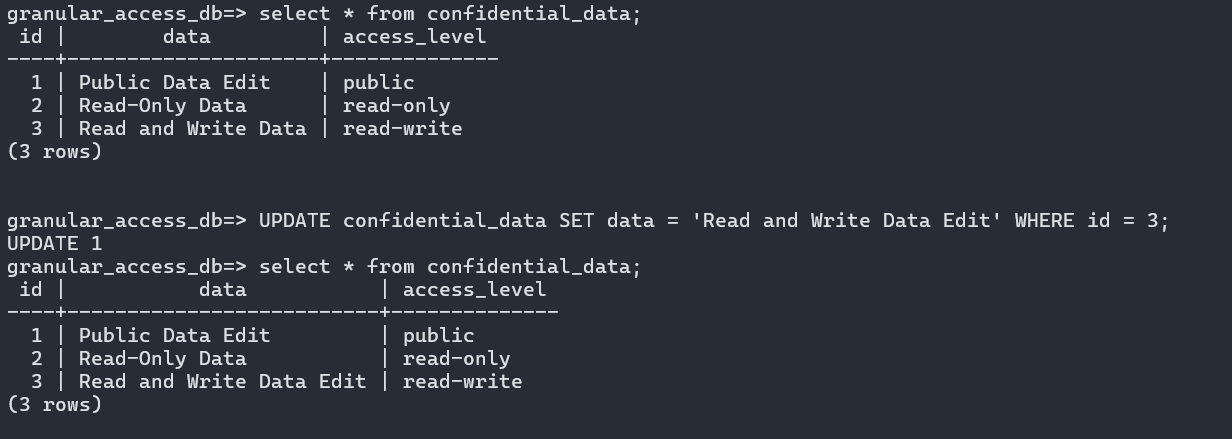 granular_access_db=> select * from confidential_data;
 id |        data         | access_level
----+---------------------+--------------
  1 | Public Data Edit    | public
  2 | Read-Only Data      | read-only
  3 | Read and Write Data | read-write
(3 rows)
granular_access_db=> UPDATE confidential_data SET data = 'Read and Write Data Edit' WHERE id = 3;
UPDATE 1
granular_access_db=> select * from confidential_data;
 id |           data           | access_level
----+--------------------------+--------------
  1 | Public Data Edit         | public
  2 | Read-Only Data           | read-only
  3 | Read and Write Data Edit | read-write
(3 rows)